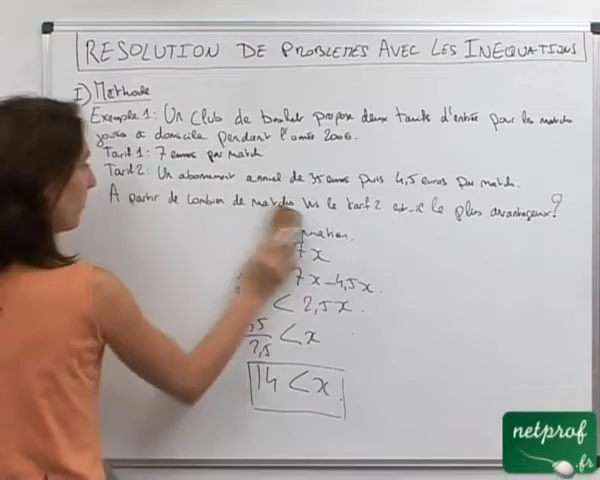 RESOLUTION DE PROBLEMES AVEC LES INEQUATIONS
I) Méthode
Exemple 1: Un club de basket propose deux tarifs d'entrée pour les matchs
joués à domicile pendant l'année 2006.
Tarif 1: 7 euros par match
Tarif 2: Un abonnement annuel de 35 euros puis 4,5 euros par match.
A partir de combien de matchs le tarif 2 est-il le plus avantageux?
7x
7x-4,5x.
< 2,5x.
2,5 < x
14 < x.
netprof
.fr